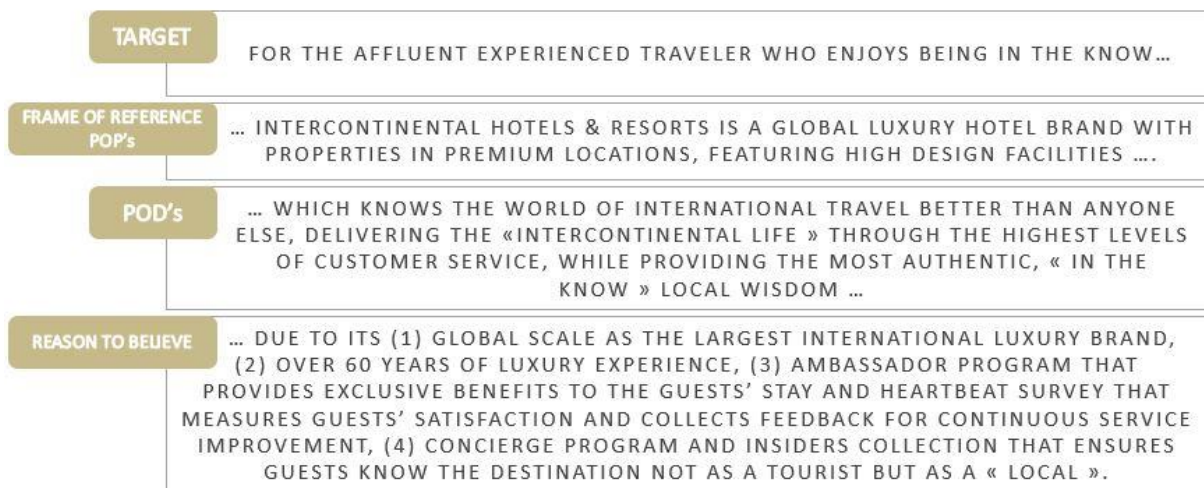 TARGET
FOR THE AFFLUENT EXPERIENCED TRAVELER WHO ENJOYS BEING IN THE KNOW...
FRAME OF REFERENCE
POP's
... INTERCONTINENTAL HOTELS & RESORTS IS A GLOBAL LUXURY HOTEL BRAND WITH
PROPERTIES IN PREMIUM LOCATIONS, FEATURING HIGH DESIGN FACILITIES ....
POD's
... WHICH KNOWS THE WORLD OF INTERNATIONAL TRAVEL BETTER THAN ANYONE
ELSE, DELIVERING THE «INTERCONTINENTAL LIFE » THROUGH THE HIGHEST LEVELS
OF CUSTOMER SERVICE, WHILE PROVIDING THE MOST AUTHENTIC, « IN THE
KNOW » LOCAL WISDOM ...
REASON TO BELIEVE
... DUE TO ITS (1) GLOBAL SCALE AS THE LARGEST INTERNATIONAL LUXURY BRAND,
(2) OVER 60 YEARS OF LUXURY EXPERIENCE, (3) AMBASSADOR PROGRAM THAT
PROVIDES EXCLUSIVE BENEFITS TO THE GUESTS' STAY AND HEARTBEAT SURVEY THAT
MEASURES GUESTS' SATISFACTION AND COLLECTS FEEDBACK FOR CONTINUOUS SERVICE
IMPROVEMENT, (4) CONCIERGE PROGRAM AND INSIDERS COLLECTION THAT ENSURES
GUESTS KNOW THE DESTINATION NOT AS A TOURIST BUT AS A « LOCAL ».